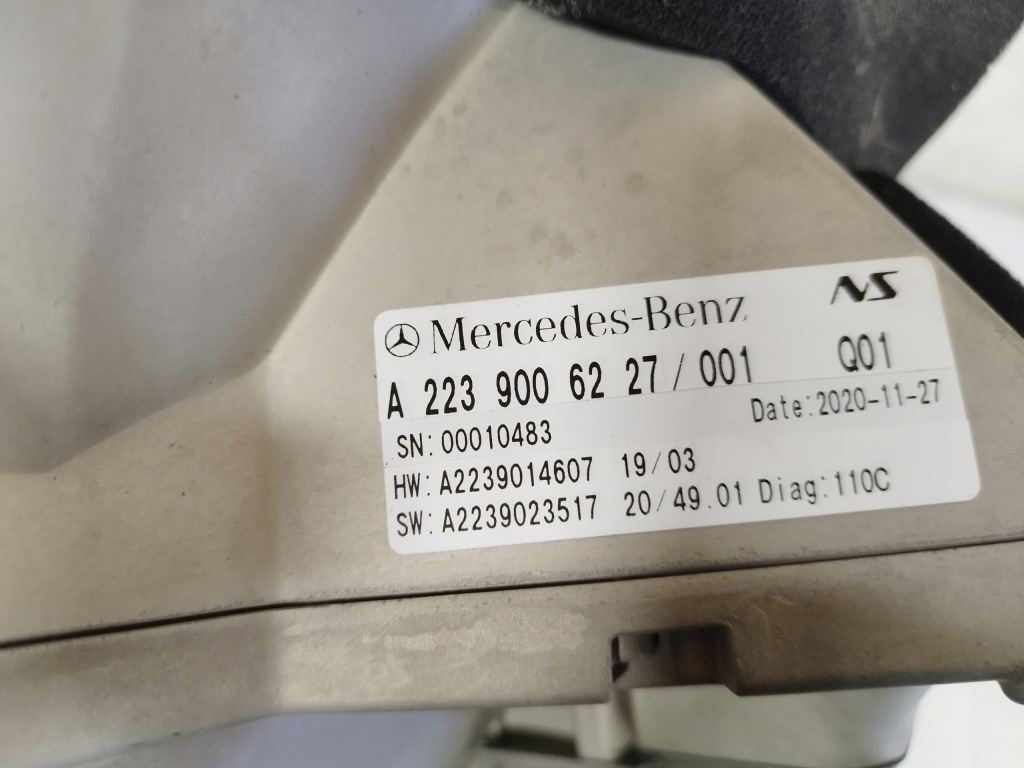 Mercedes-Benz NS
A 223 900 62 27/001 Q01
SN: 00010483 Date:2020-11-27
HW: A2239014607 19/03
SW: A2239023517 20/49.01 Diag:110C